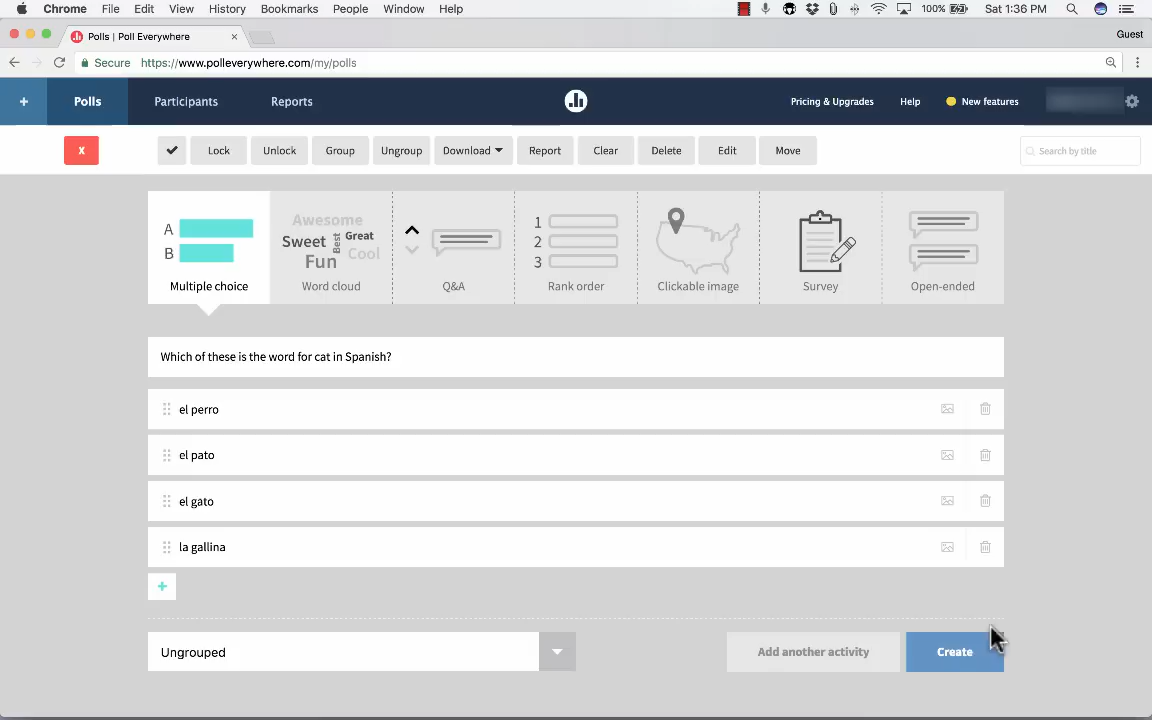 Chrome File Edit View History Bookmarks People Window Help 100% Sat 1:36 PM
Polls | Poll Everywhere
Guest
Secure https://www.polleverywhere.com/my/polls
+ Polls Participants Reports Pricing & Upgrades Help New features
X Lock Unlock Group Ungroup Download Report Clear Delete Edit Move Search by title
A
B
Multiple choice
Awesome
Sweet Best Great
Fun Cool
Word cloud
Q&A
1
2
3
Rank order
Clickable image
Survey
Open-ended
Which of these is the word for cat in Spanish?
el perro
el pato
el gato
la gallina
+
Ungrouped Add another activity Create